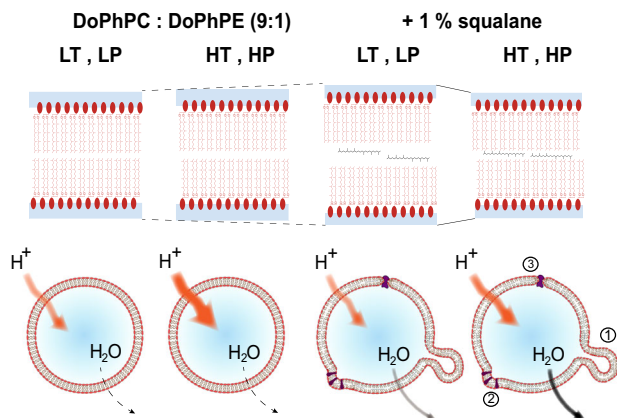 DoPhPC : DoPhPE (9:1) + 1 % squalane
LT , LP HT , HP LT , LP HT , HP
H+ H+ H+ H+
③
①
H2O H2O H2O H2O
②